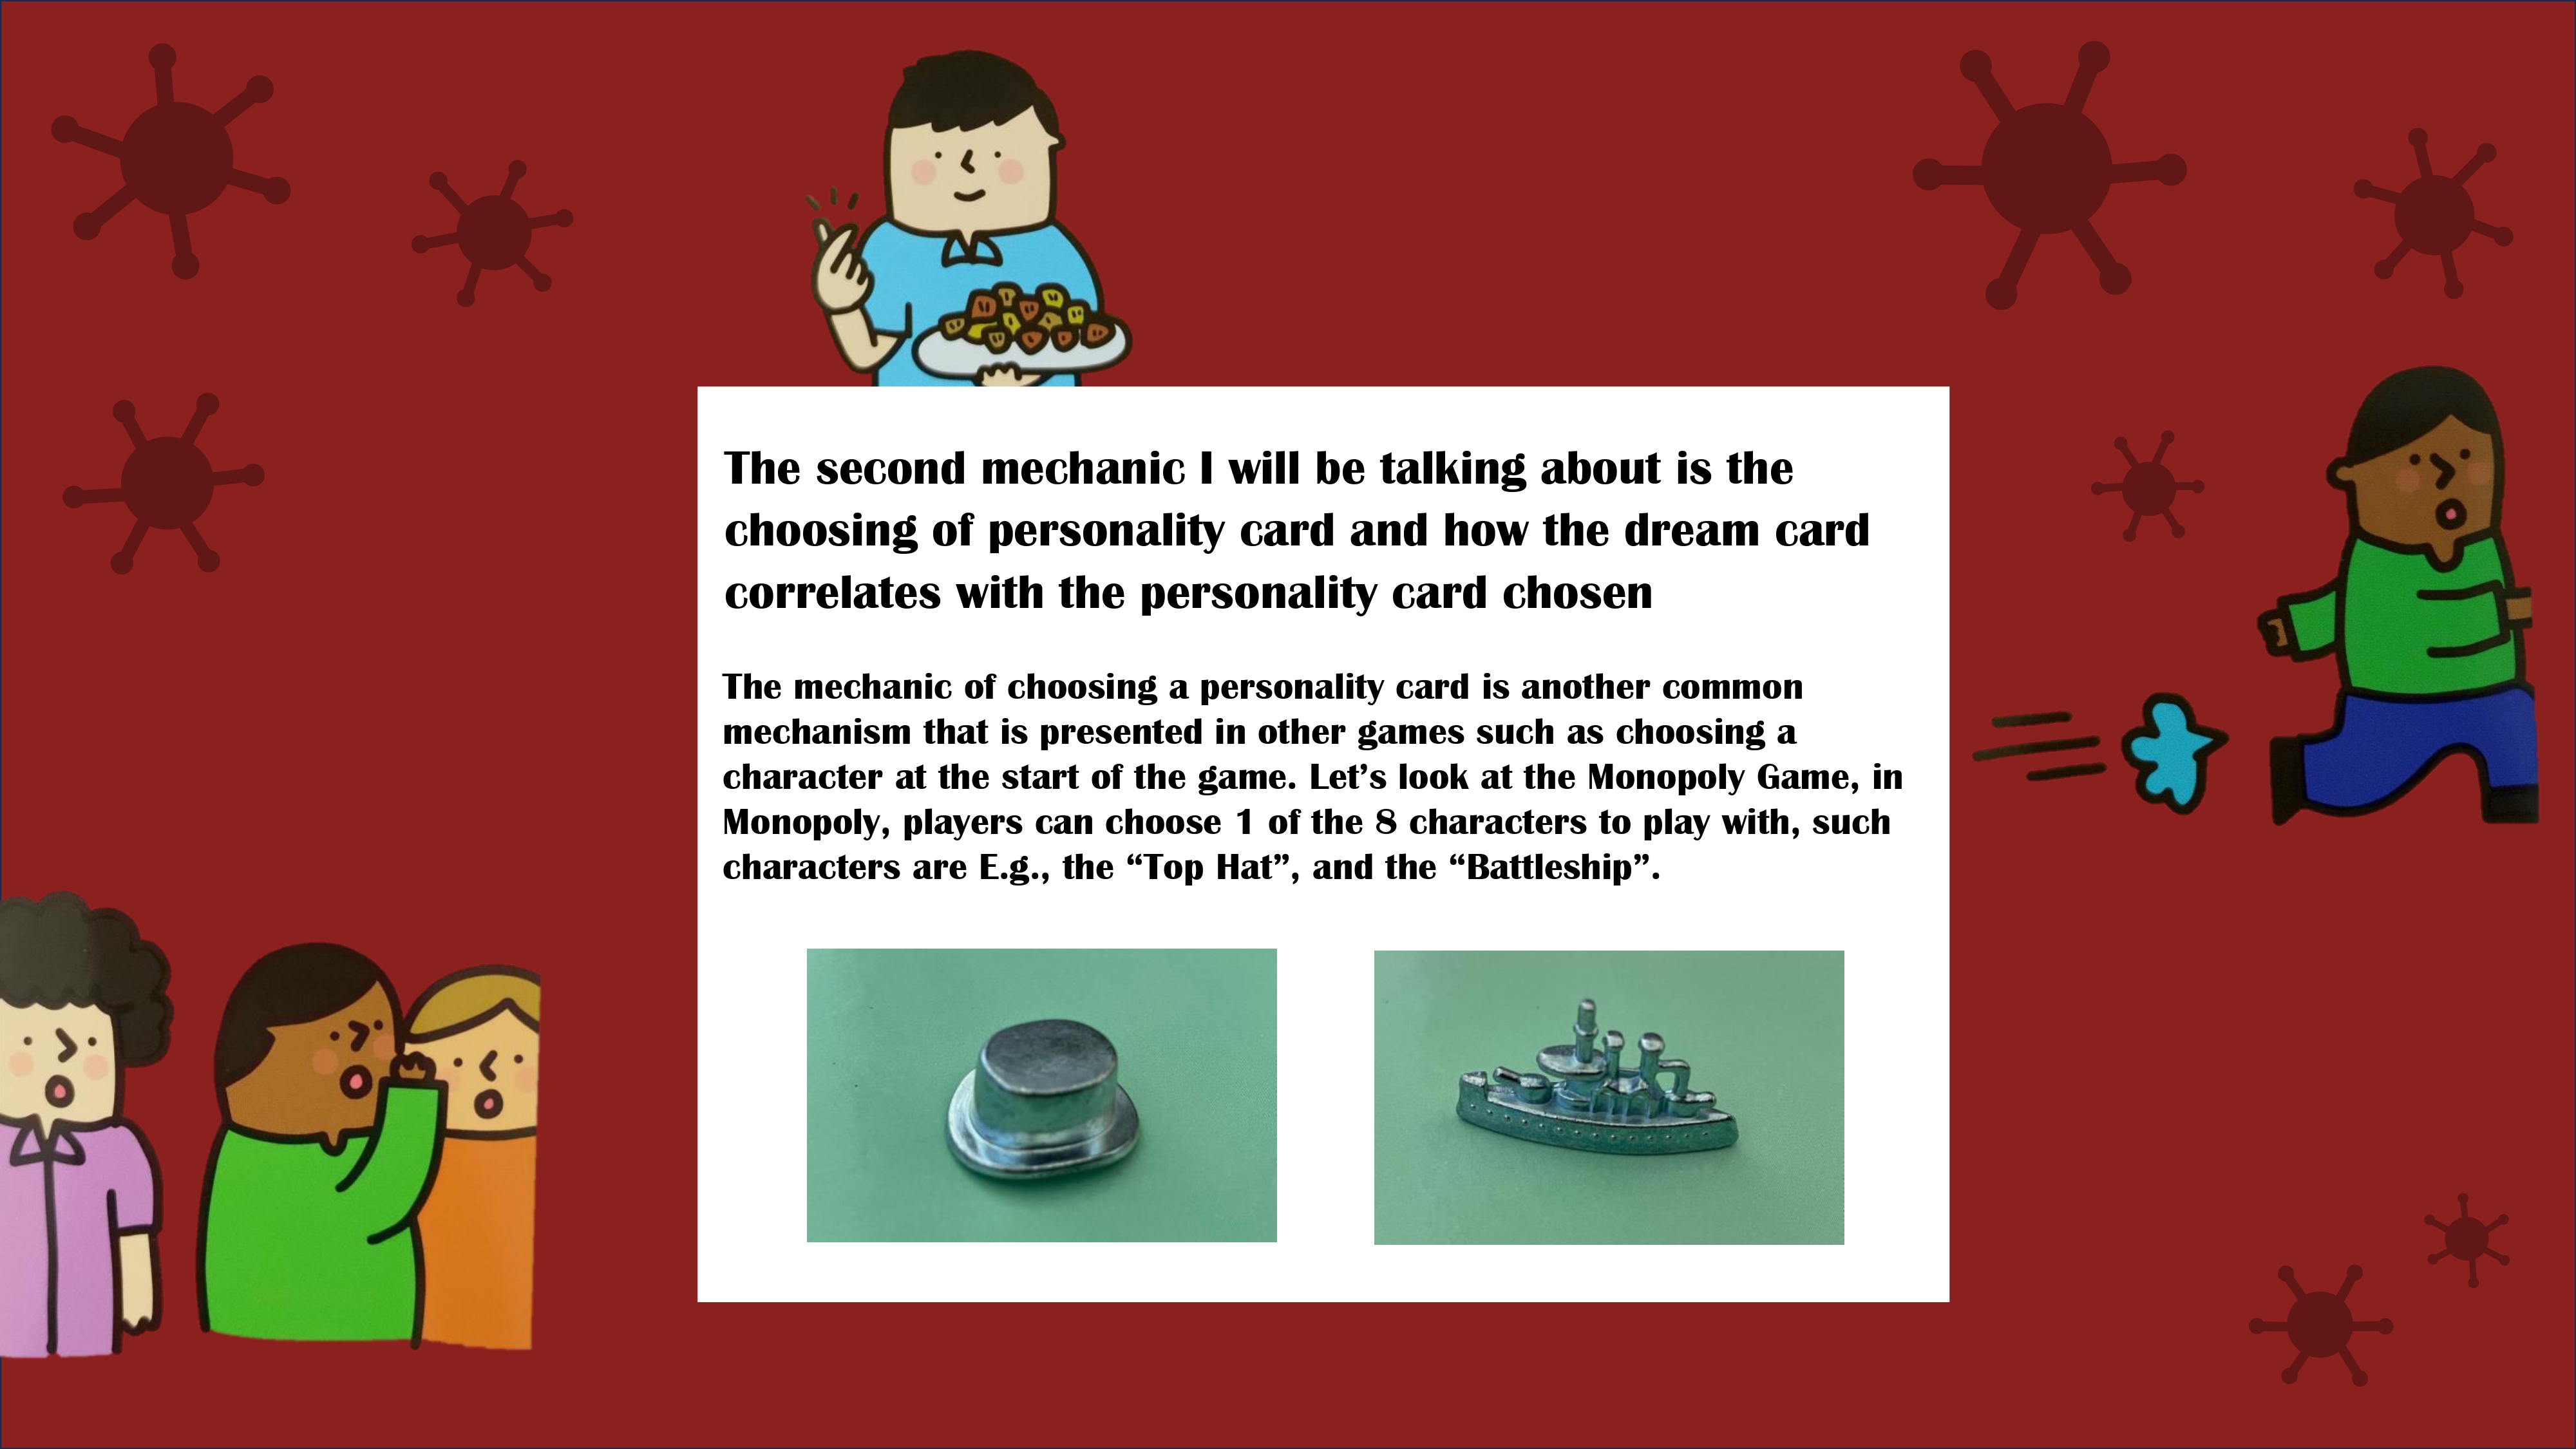 The second mechanic I will be talking about is the
choosing of personality card and how the dream card
correlates with the personality card chosen
The mechanic of choosing a personality card is another common
mechanism that is presented in other games such as choosing a
character at the start of the game. Let’s look at the Monopoly Game, in
Monopoly, players can choose 1 of the 8 characters to play with, such
characters are E.g., the “Top Hat”, and the “Battleship”.